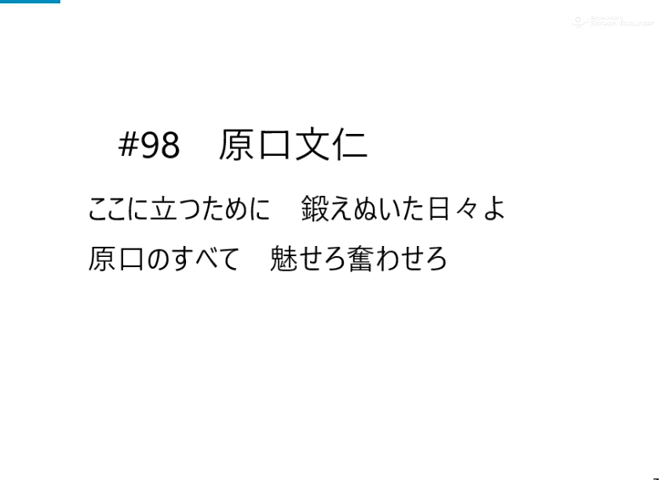 #98　原口文仁
ここに立つために　鍛えぬいた日々よ
原口のすべて　魅せろ奮わせろ